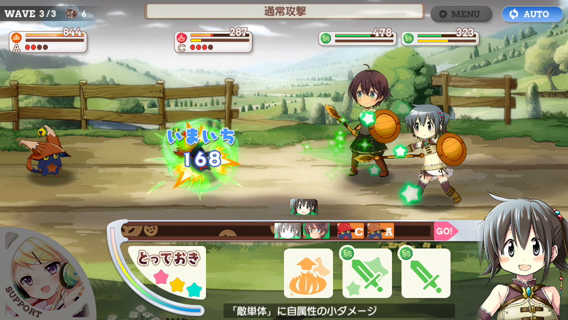 WAVE 3/3 6
通常攻撃
MENU
AUTO
844
A
287
C
478
323
いまいち
168
C A GO!
とっておき
SUPPORT
「敵単体」に自属性の小ダメージ